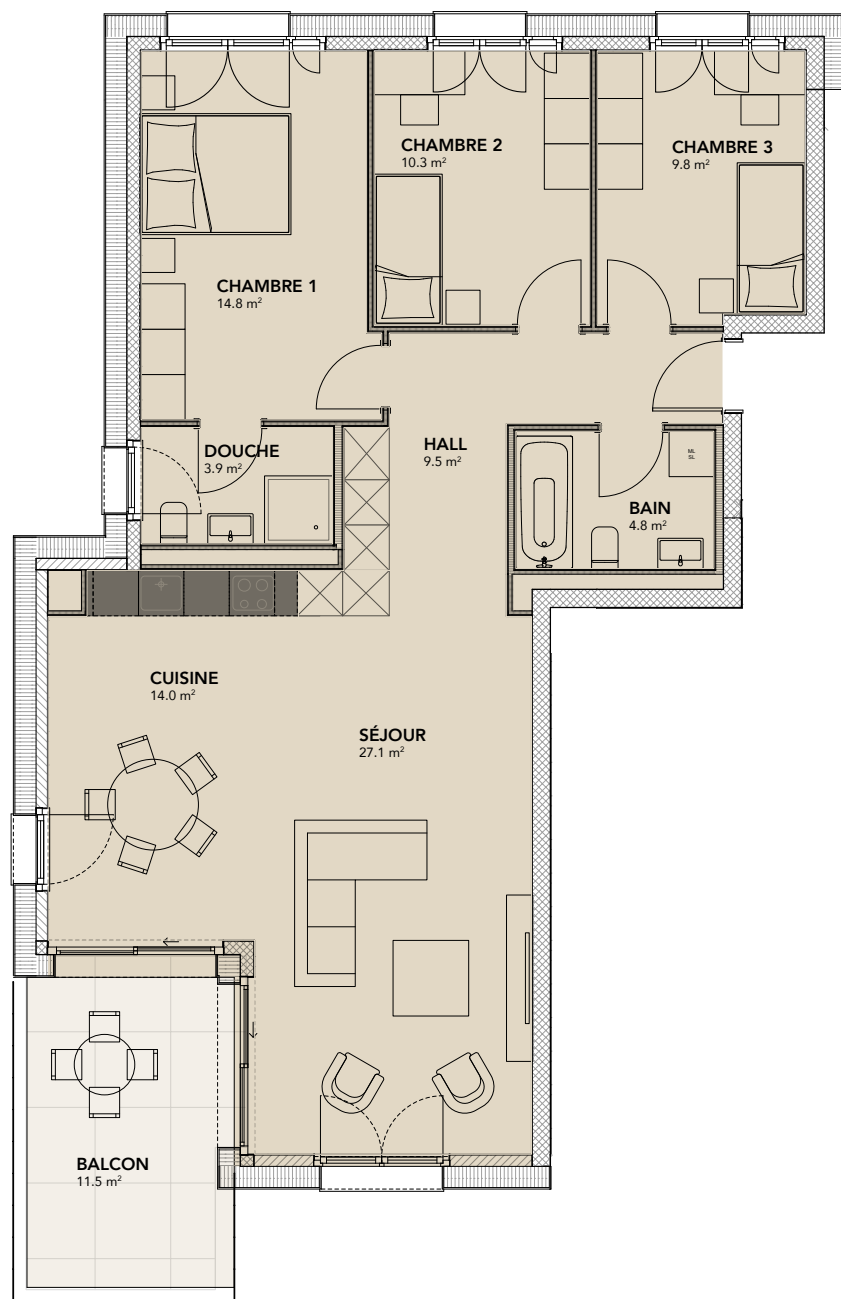 CHAMBRE 2
10.3 m²
CHAMBRE 3
9.8 m²
CHAMBRE 1
14.8 m²
DOUCHE
3.9 m²
HALL
9.5 m²
ML
SL
BAIN
4.8 m²
CUISINE
14.0 m²
SÉJOUR
27.1 m²
BALCON
11.5 m²